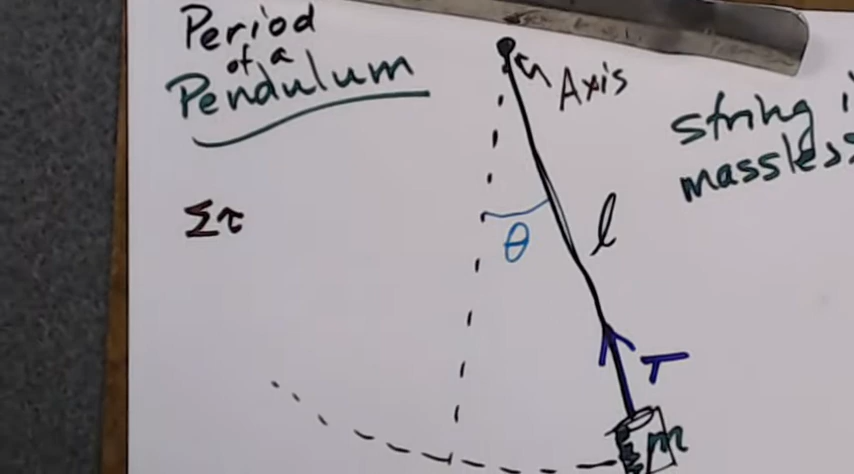 Period
of a
Pendulum
Axis
string
massless
Στ
θ
l
T
m